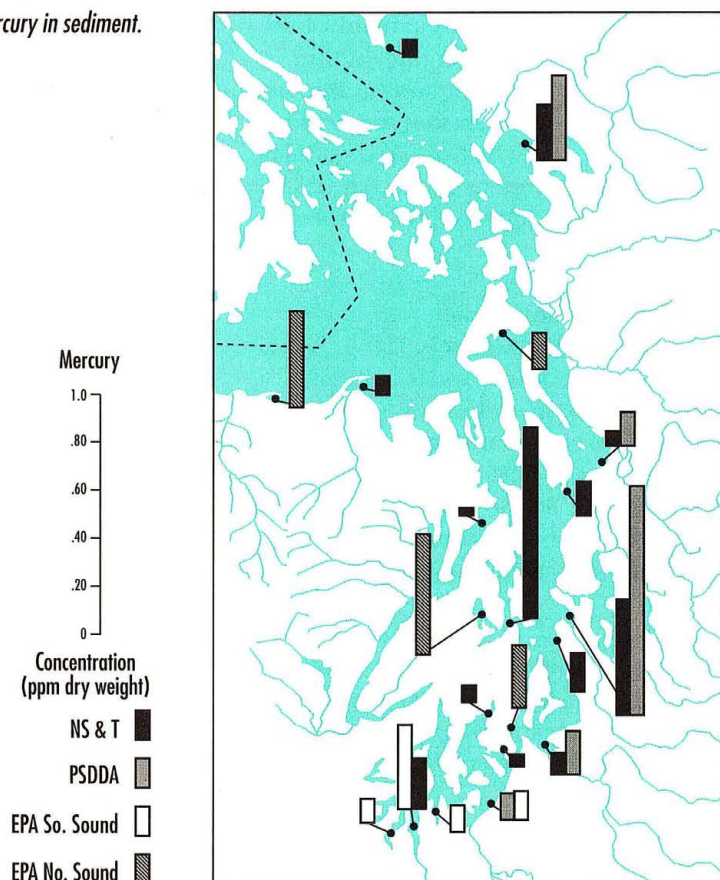 in sediment.
Mercury
1.0
.80
.60
.40
.20
0
Concentration
(ppm dry weight)
NS & T
PSDDA
EPA So. Sound
EPA No. Sound